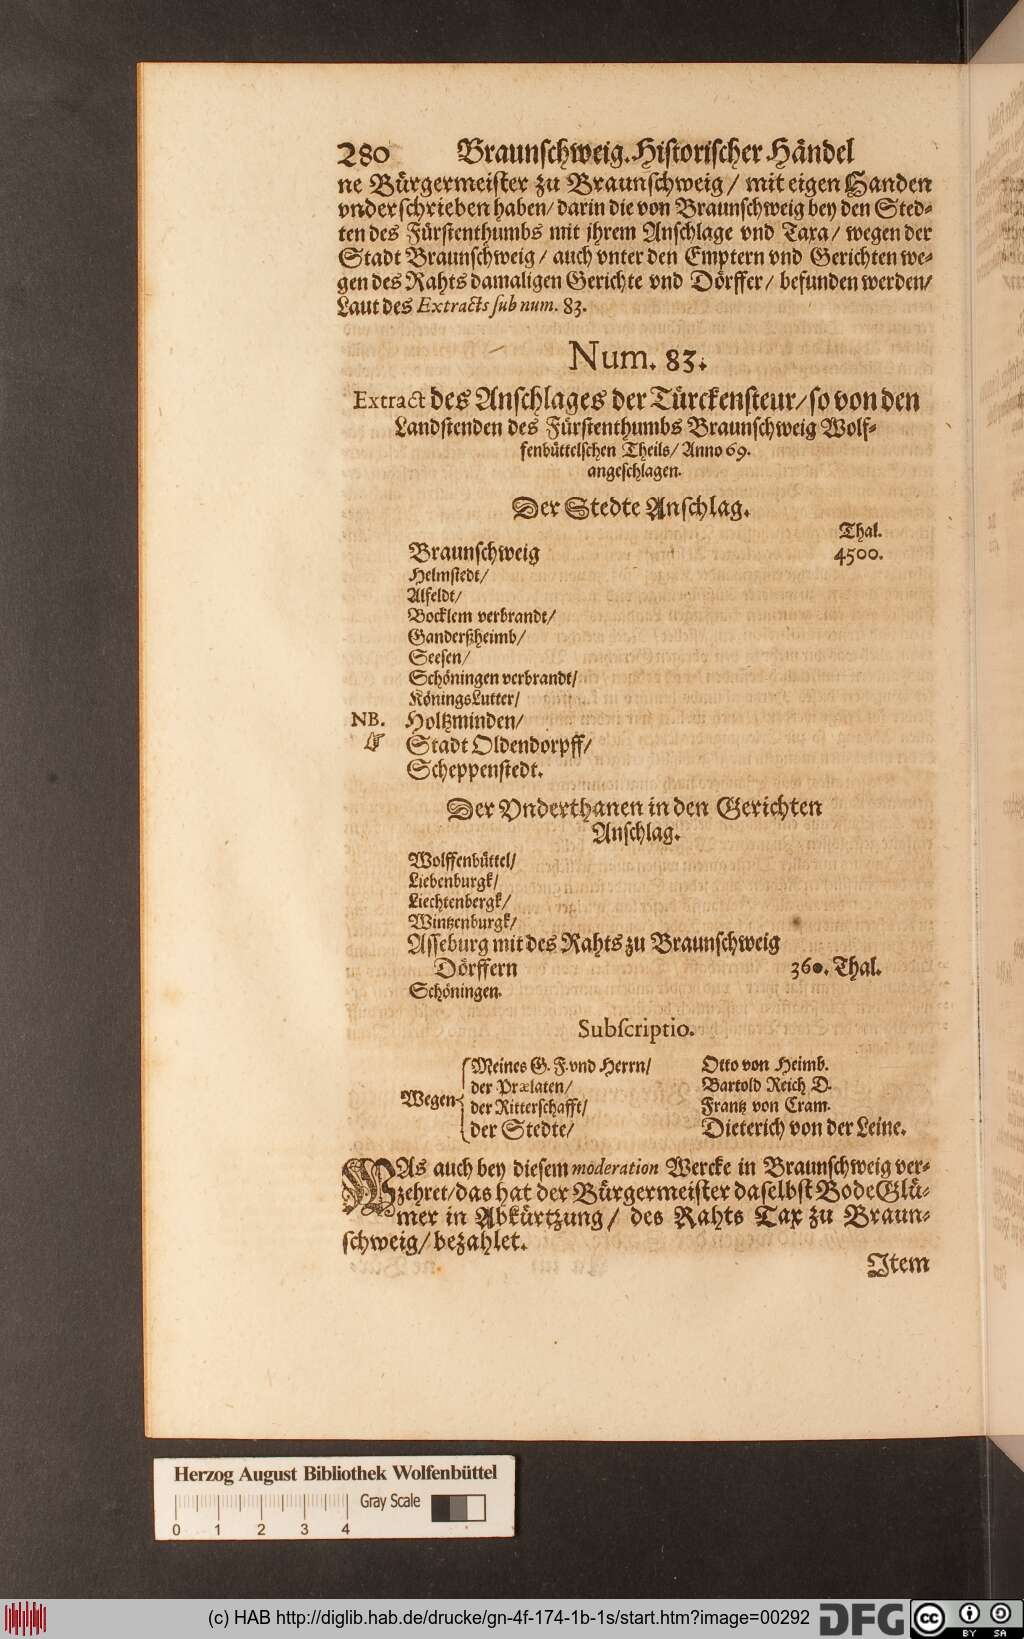 280 Braunschweig. Historischer Händel
ne Bürgermeister zu Braunschweig / mit eigen Handen
vnderschrieben haben/ darin die von Braunschweig bey den Sted-
ten des Fürstenthumbs mit jhrem Anschlage vnd Taxa / wegen der
Stadt Braunschweig / auch vnter den Emptern vnd Gerichten we-
gen des Rahts damaligen Gerichte vnd Dörffer / befunden werden/
Laut des Extracts sub num. 83.
Num. 83.
Extract des Anschlages der Türckensteur/ so von den
Landstenden des Fürstenthumbs Braunschweig Wolf-
fenbüttelschen Theils/ Anno 69.
angeschlagen.
Der Stedte Anschlag.
Thal.
Braunschweig 4500.
Helmstedt/
Alfeldt/
Bocklem verbrandt/
Ganderßheimb/
Seesen/
Schöningen verbrandt/
KöningsLutter/
NB. Holtzminden/
☞ Stadt Oldendorpff/
Scheppenstedt.
Der Vnderthanen in den Gerichten
Anschlag.
Wolffenbüttel/
Liebenburgk/
Liechtenbergk/
Wintzenburgk/
Asseburg mit des Rahts zu Braunschweig
Dörffern 360. Thal.
Schöningen.
Subscriptio.
Wegen { Meines G. F. vnd Herrn/ Otto von Heimb.
der Prælaten/ Bartold Reich D.
der Ritterschafft/ Frantz von Cram.
der Stedte/ Dieterich von der Leine.
WAs auch bey diesem moderation Wercke in Braunschweig ver-
zehret/ das hat der Bürgermeister daselbst Bode Glü-
mer in Abkürtzung / des Rahts Tax zu Braun-
schweig/ bezahlet.
Jtem
Herzog August Bibliothek Wolfenbüttel
Gray Scale
0 1 2 3 4
(c) HAB http://diglib.hab.de/drucke/gn-4f-174-1b-1s/start.htm?image=00292 DFG cc BY SA